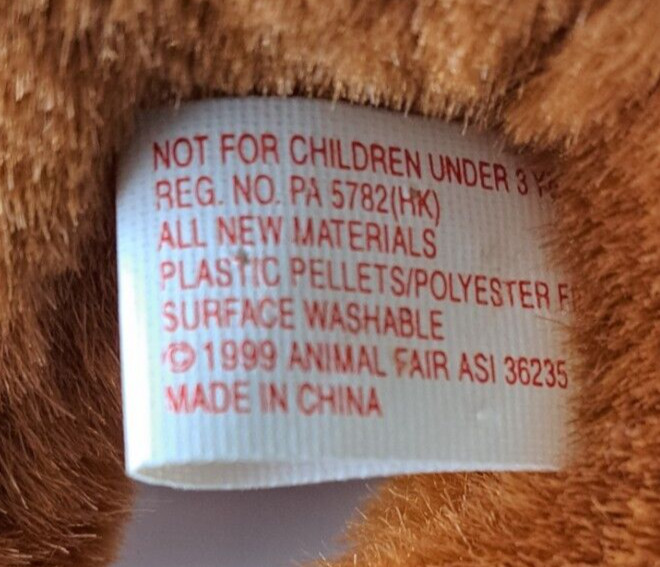 NOT FOR CHILDREN UNDER 3
REG. NO. PA 5782(HK)
ALL NEW MATERIALS
PLASTIC PELLETS/POLYESTER
SURFACE WASHABLE
© 1999 ANIMAL FAIR ASI 36235
MADE IN CHINA